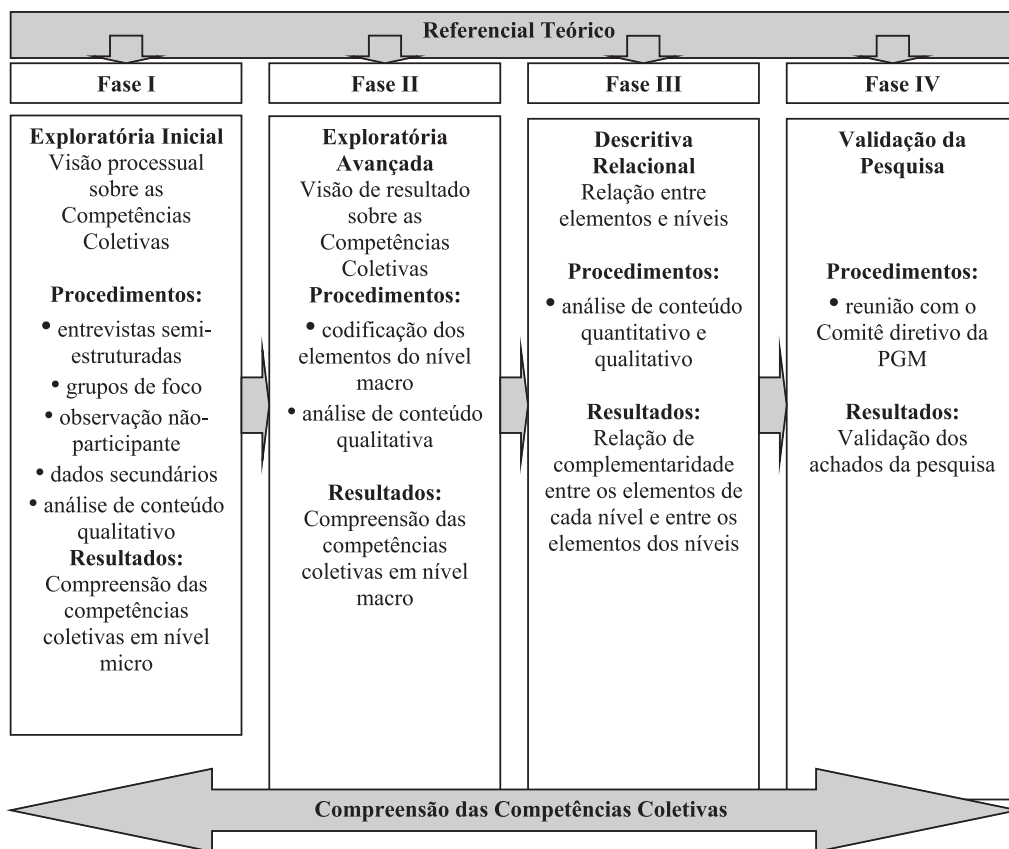 Referencial Teórico
Fase I
Fase II
Fase III
Fase IV
Exploratória Inicial
Visão processual
sobre as
Competências
Coletivas
Procedimentos:
• entrevistas semi-
estruturadas
• grupos de foco
• observação não-
participante
• dados secundários
• análise de conteúdo
qualitativo
Resultados:
Compreensão das
competências
coletivas em nível
micro
Exploratória
Avançada
Visão de resultado
sobre as
Competências
Coletivas
Procedimentos:
• codificação dos
elementos do nível
macro
• análise de conteúdo
qualitativa
Resultados:
Compreensão das
competências
coletivas em nível
macro
Descritiva
Relacional
Relação entre
elementos e níveis
Procedimentos:
• análise de conteúdo
quantitativo e
qualitativo
Resultados:
Relação de
complementaridade
entre os elementos de
cada nível e entre os
elementos dos níveis
Validação da
Pesquisa
Procedimentos:
• reunião com o
Comitê diretivo da
PGM
Resultados:
Validação dos
achados da pesquisa
Compreensão das Competências Coletivas